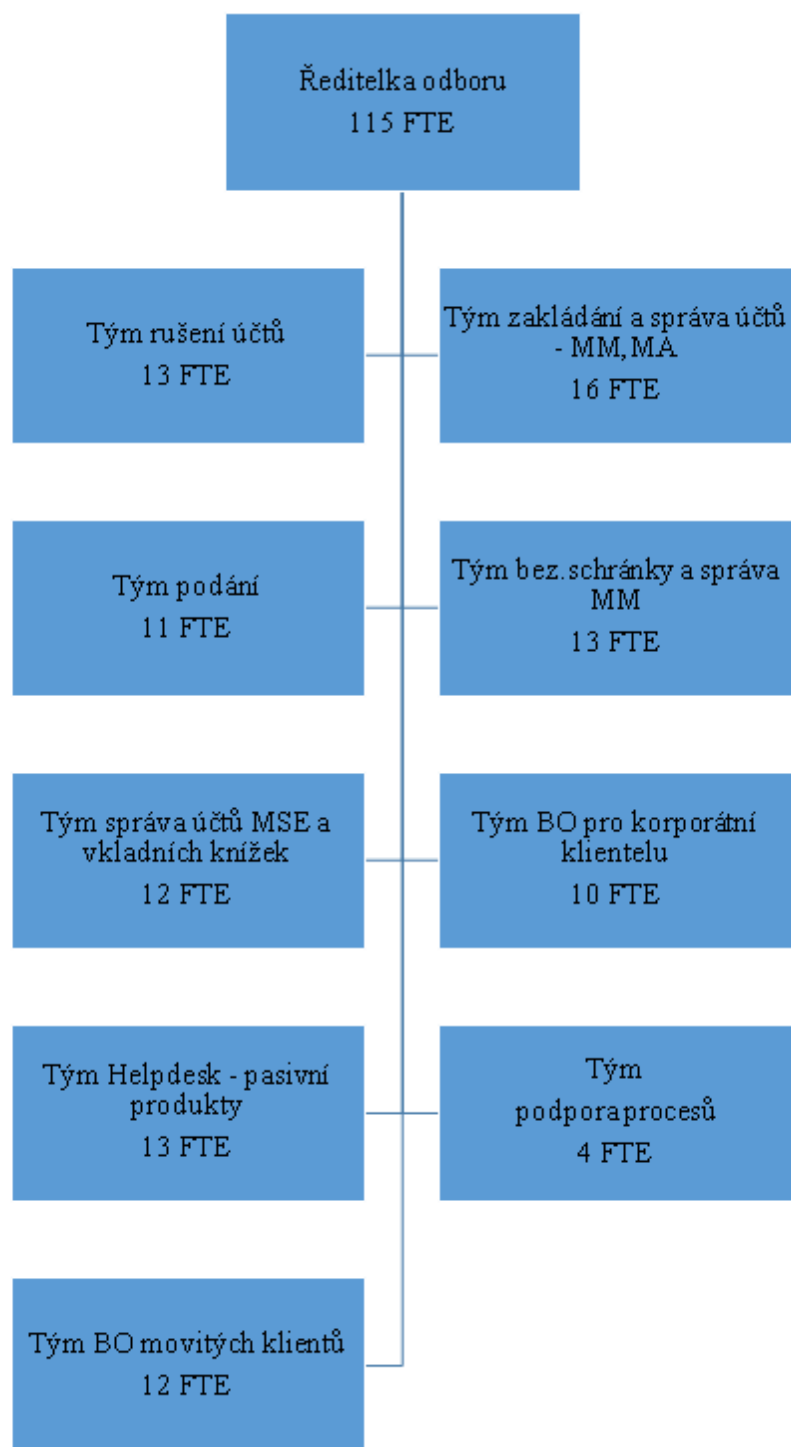 Ředitelka odboru
115 FTE
Tým rušení účtů
13 FTE
Tým zakládání a správa účtů
- MM, MA
16 FTE
Tým podání
11 FTE
Tým bez. schránky a správa
MM
13 FTE
Tým správa účtů MSE a
vkladních knížek
12 FTE
Tým BO pro korporátní
klientelu
10 FTE
Tým Helpdesk - pasivní
produkty
13 FTE
Tým
podpora procesů
4 FTE
Tým BO movitých klientů
12 FTE